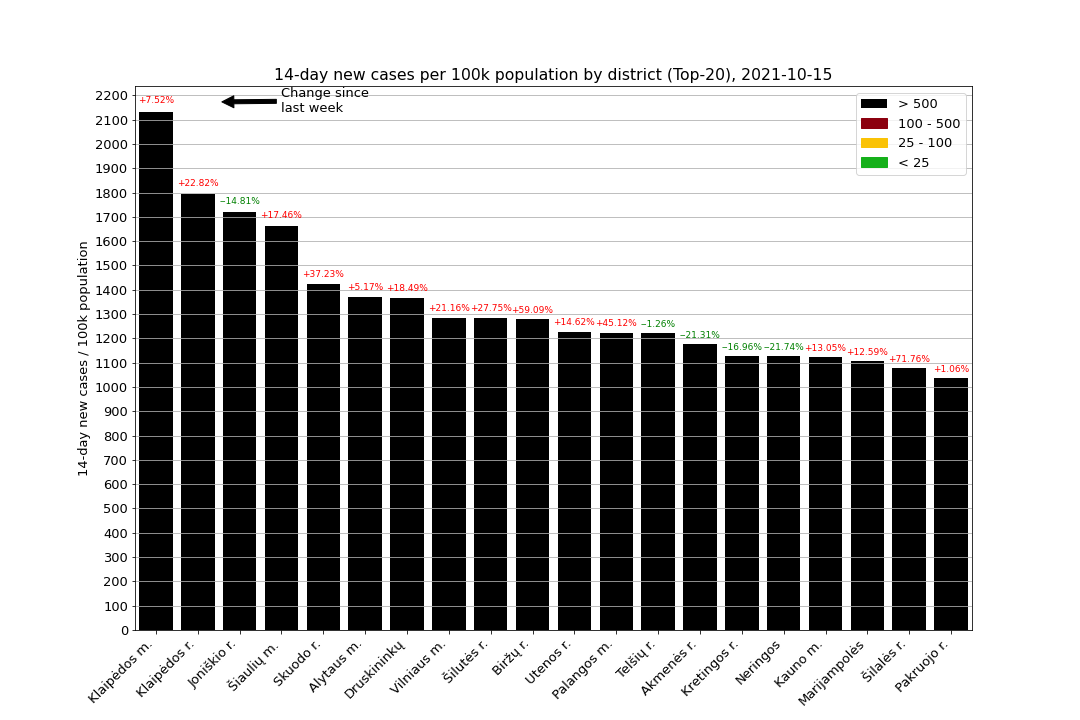 14-day new cases per 100k population by district (Top-20), 2021-10-15
Change since
last week
> 500
100 - 500
25 - 100
< 25
14-day new cases / 100k population
2200
2100
2000
1900
1800
1700
1600
1500
1400
1300
1200
1100
1000
900
800
700
600
500
400
300
200
100
0
+7.52%
+22.82%
−14.81%
+17.46%
+37.23%
+5.17%
+18.49%
+21.16%
+27.75%
+59.09%
+14.62%
+45.12%
−1.26%
−21.31%
−16.96%
−21.74%
+13.05%
+12.59%
+71.76%
+1.06%
Klaipėdos m.
Klaipėdos r.
Joniškio r.
Šiaulių m.
Skuodo r.
Alytaus m.
Druskininkų
Vilniaus m.
Šilutės r.
Biržų r.
Utenos r.
Palangos m.
Telšių r.
Akmenės r.
Kretingos r.
Neringos
Kauno m.
Marijampolės
Šilalės r.
Pakruojo r.